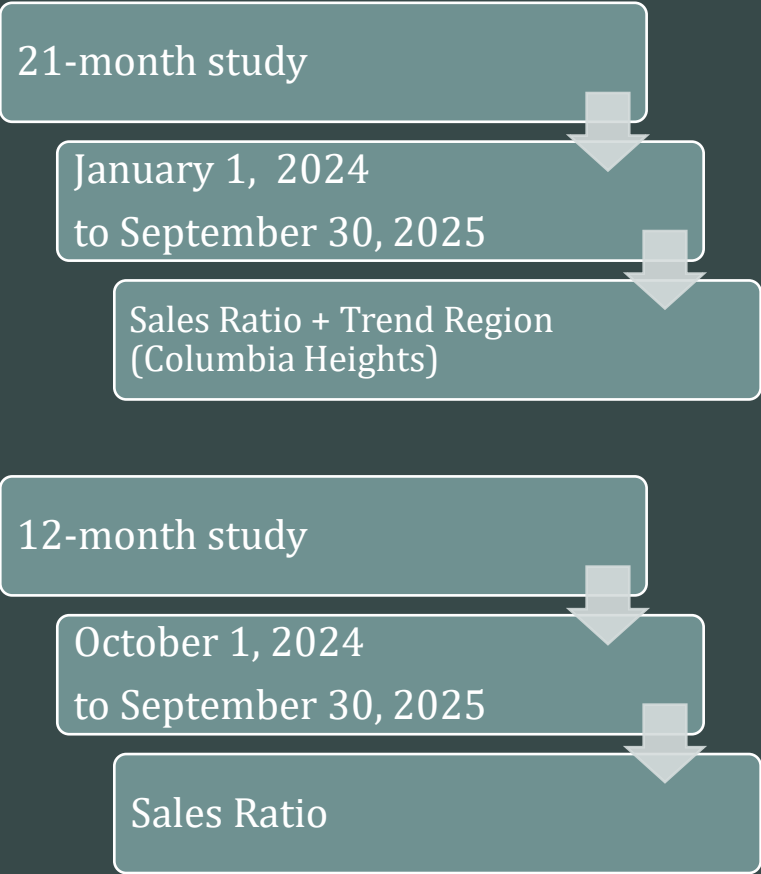 21-month study
January 1, 2024
to September 30, 2025
Sales Ratio + Trend Region
(Columbia Heights)
12-month study
October 1, 2024
to September 30, 2025
Sales Ratio